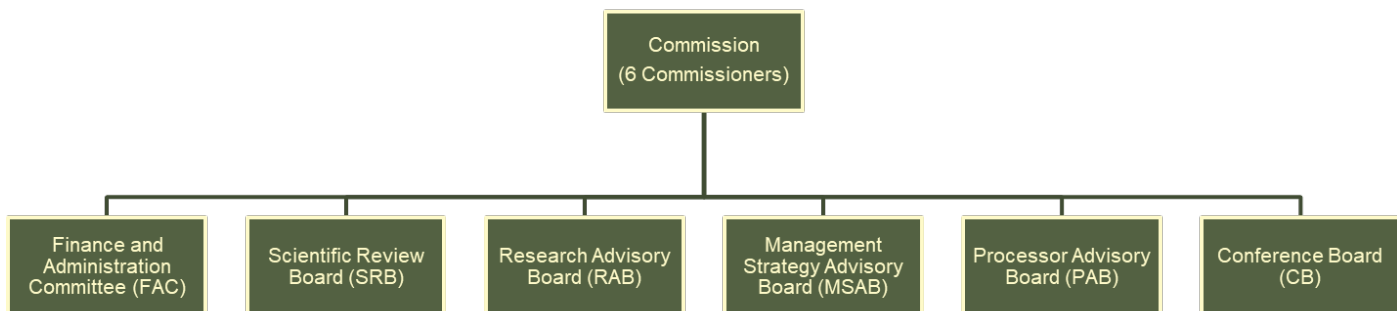 Commission
(6 Commissioners)
Finance and
Administration
Committee (FAC)
Scientific Review
Board (SRB)
Research Advisory
Board (RAB)
Management
Strategy Advisory
Board (MSAB)
Processor Advisory
Board (PAB)
Conference Board
(CB)